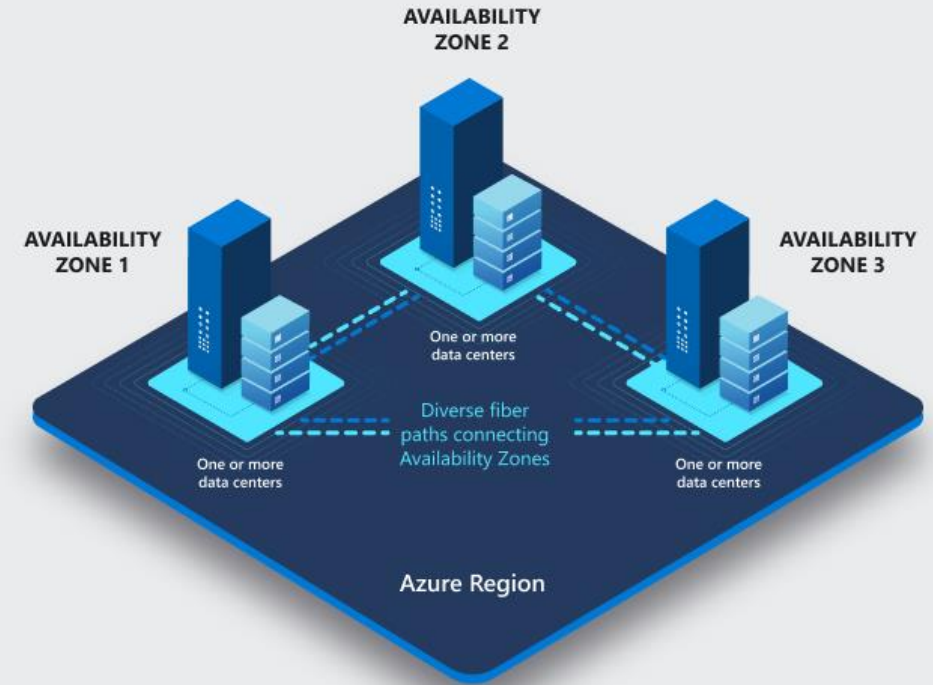 AVAILABILITY
ZONE 2
AVAILABILITY
ZONE 1
AVAILABILITY
ZONE 3
One or more
data centers
Diverse fiber
paths connecting
Availability Zones
One or more
data centers
One or more
data centers
Azure Region